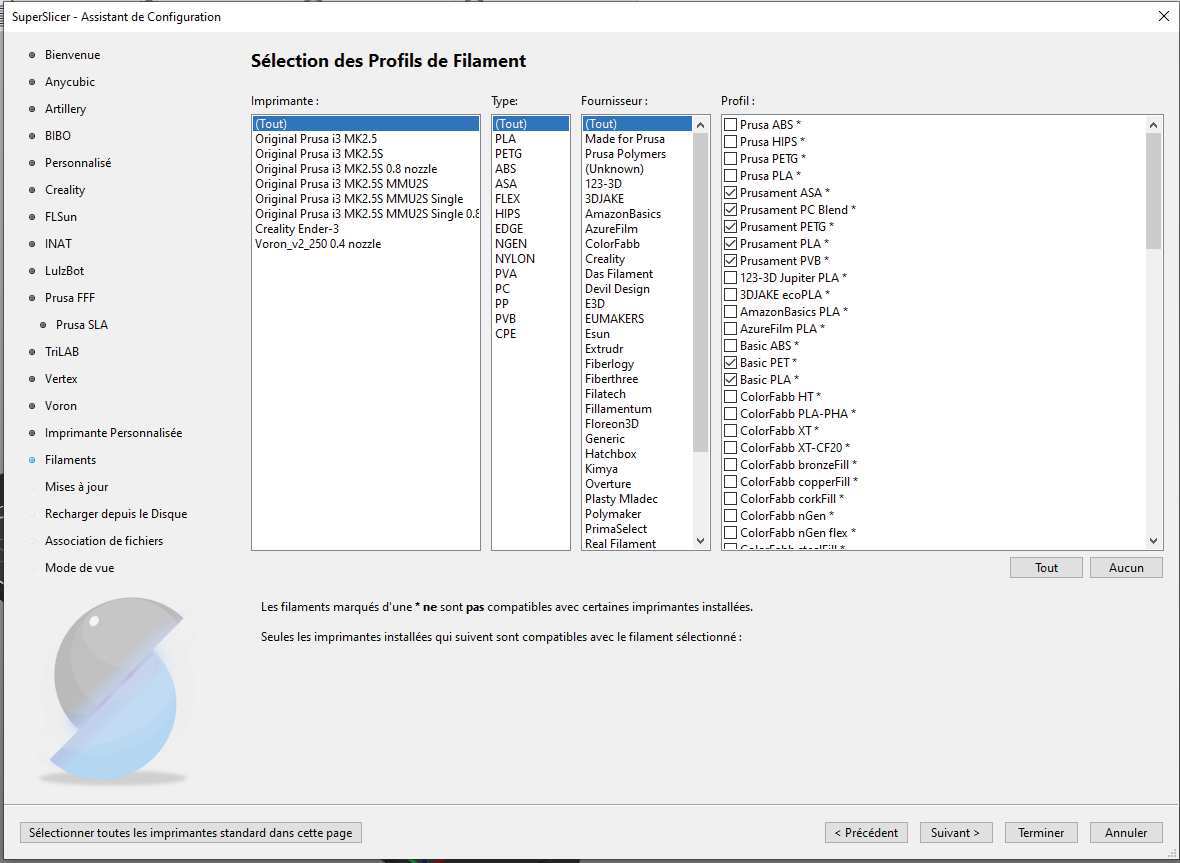 SuperSlicer - Assistant de Configuration
Bienvenue
Anycubic
Artillery
BIBO
Personnalisé
Creality
FLSun
INAT
LulzBot
Prusa FFF
Prusa SLA
TriLAB
Vertex
Voron
Imprimante Personnalisée
Filaments
Mises à jour
Recharger depuis le Disque
Association de fichiers
Mode de vue
Sélection des Profils de Filament
Imprimante :
(Tout)
Original Prusa i3 MK2.5
Original Prusa i3 MK2.5S
Original Prusa i3 MK2.5S 0.8 nozzle
Original Prusa i3 MK2.5S MMU2S
Original Prusa i3 MK2.5S MMU2S Single
Original Prusa i3 MK2.5S MMU2S Single 0.8
Creality Ender-3
Voron_v2_250 0.4 nozzle
Type:
(Tout)
PLA
PETG
ABS
ASA
FLEX
HIPS
EDGE
NGEN
NYLON
PVA
PC
PP
PVB
CPE
Fournisseur :
(Tout)
Made for Prusa
Prusa Polymers
(Unknown)
123-3D
3DJAKE
AmazonBasics
AzureFilm
ColorFabb
Creality
Das Filament
Devil Design
E3D
EUMAKERS
Esun
Extrudr
Fiberlogy
Fiberthree
Filatech
Fillamentum
Floreon3D
Generic
Hatchbox
Kimya
Overture
Plasty Mladec
Polymaker
PrimaSelect
Real Filament
Profil :
Prusa ABS *
Prusa HIPS *
Prusa PETG *
Prusa PLA *
Prusament ASA *
Prusament PC Blend *
Prusament PETG *
Prusament PLA *
Prusament PVB *
123-3D Jupiter PLA *
3DJAKE ecoPLA *
AmazonBasics PLA *
AzureFilm PLA *
Basic ABS *
Basic PET *
Basic PLA *
ColorFabb HT *
ColorFabb PLA-PHA *
ColorFabb XT *
ColorFabb XT-CF20 *
ColorFabb bronzeFill *
ColorFabb copperFill *
ColorFabb corkFill *
ColorFabb nGen *
ColorFabb nGen flex *
ColorFabb steelFill *
Tout
Aucun
Les filaments marqués d'une * ne sont pas compatibles avec certaines imprimantes installées.
Seules les imprimantes installées qui suivent sont compatibles avec le filament sélectionné :
Sélectionner toutes les imprimantes standard dans cette page
< Précédent
Suivant >
Terminer
Annuler